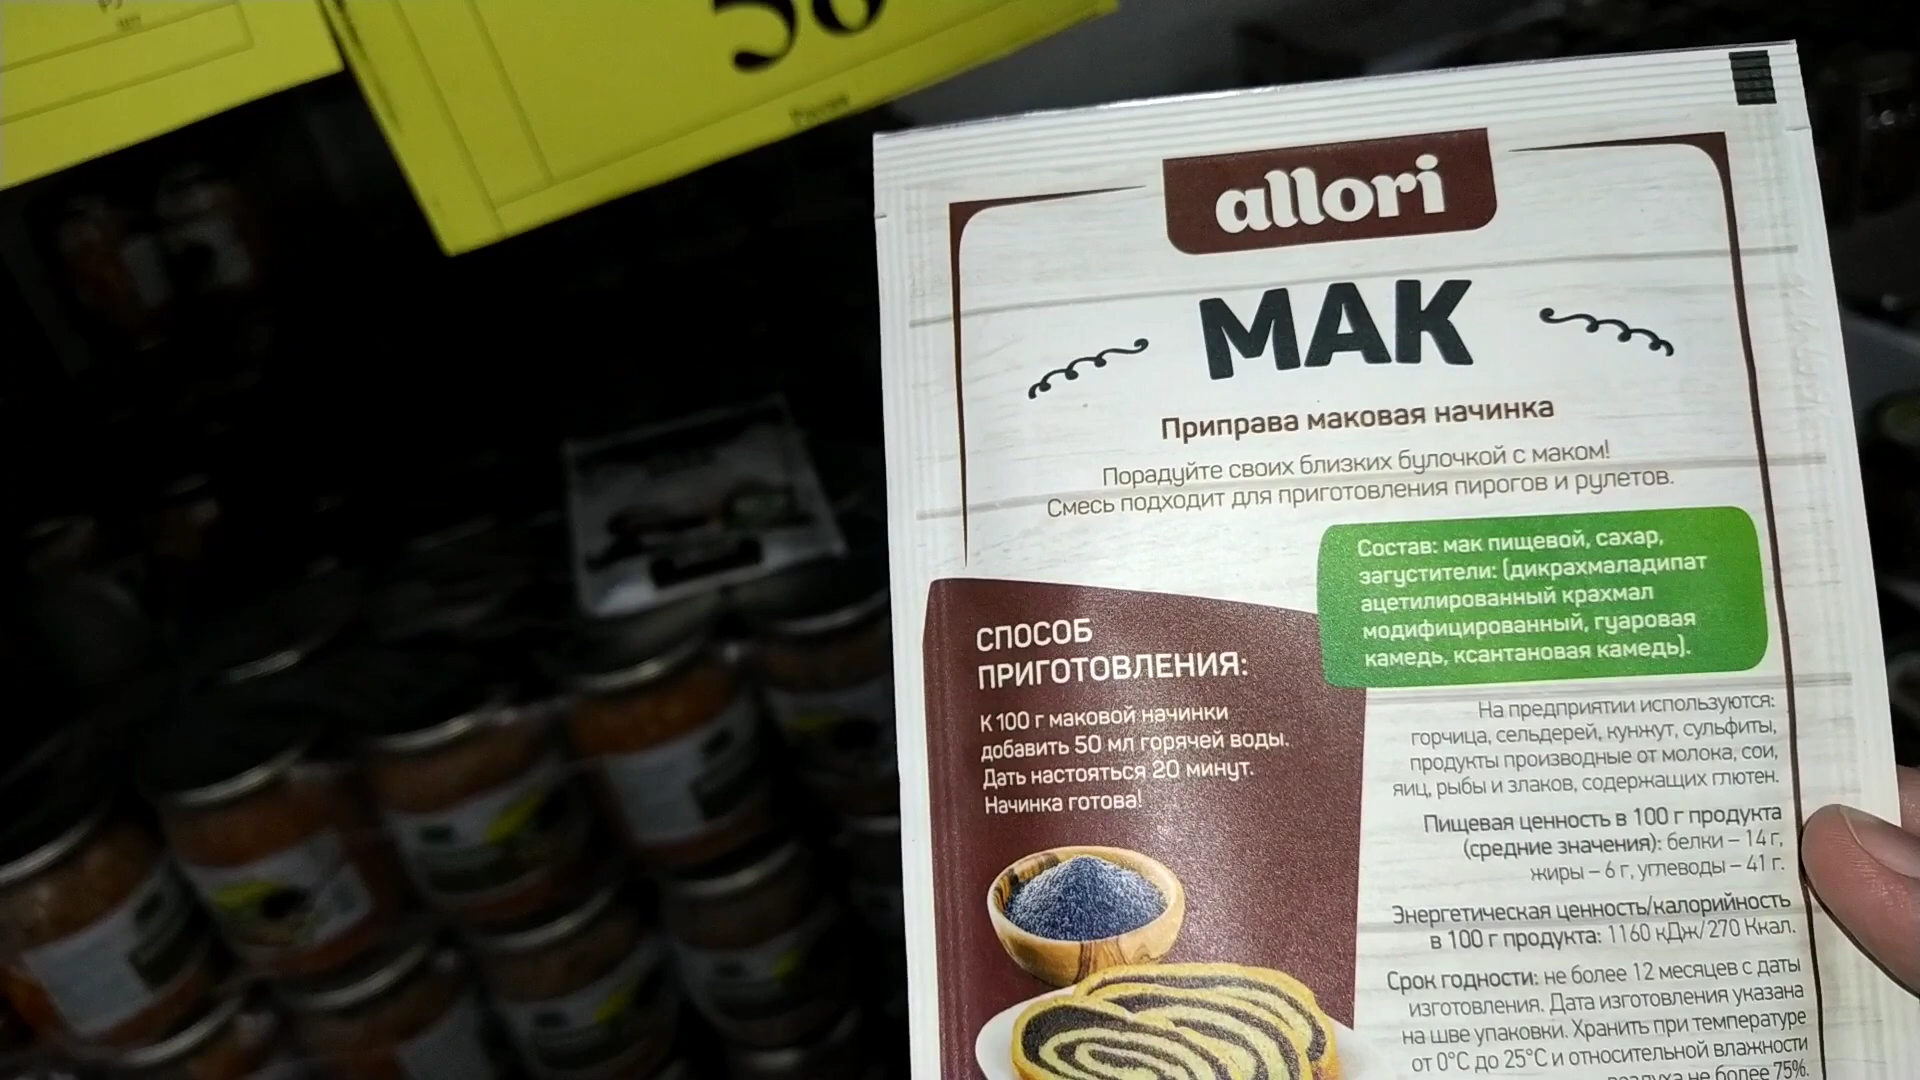 56
Россия
allori
МАК
Приправа маковая начинка
Порадуйте своих близких булочкой с маком!
Смесь подходит для приготовления пирогов и рулетов.
Состав: мак пищевой, сахар,
загустители: (дикрахмаладипат
ацетилированный крахмал
модифицированный, гуаровая
камедь, ксантановая камедь).
СПОСОБ
ПРИГОТОВЛЕНИЯ:
К 100 г маковой начинки
добавить 50 мл горячей воды.
Дать настояться 20 минут.
Начинка готова!
На предприятии используются:
горчица, сельдерей, кунжут, сульфиты,
продукты производные от молока, сои,
яиц, рыбы и злаков, содержащих глютен.
Пищевая ценность в 100 г продукта
(средние значения): белки – 14 г,
жиры – 6 г, углеводы – 41 г.
Энергетическая ценность/калорийность
в 100 г продукта: 1160 кДж/270 Ккал.
Срок годности: не более 12 месяцев с даты
изготовления. Дата изготовления указана
на шве упаковки. Хранить при температуре
от 0°С до 25°С и относительной влажности
воздуха не более 75%.